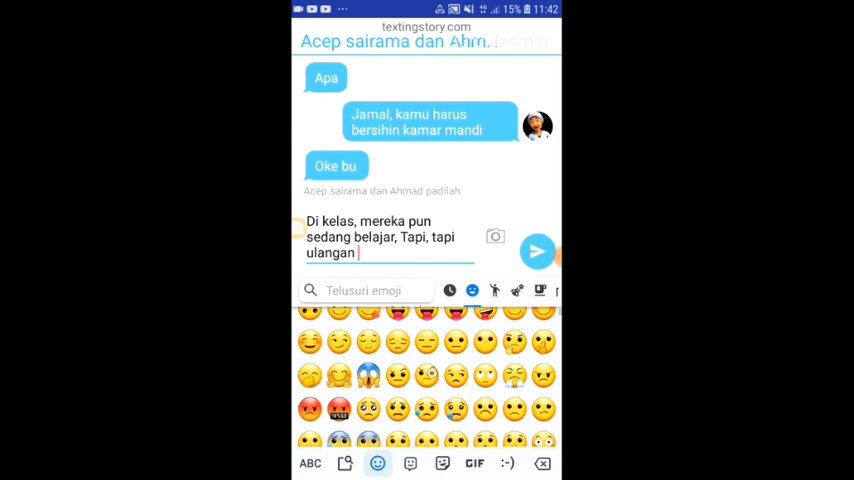 15% 11:42
textingstory.com
Acep sairama dan Ahm.
Apa
Jamal, kamu harus
bersihin kamar mandi
Oke bu
Acep sairama dan Ahmad padilah
Di kelas, mereka pun
sedang belajar, Tapi, tapi
ulangan
Telusuri emoji
ABC
GIF
:-)